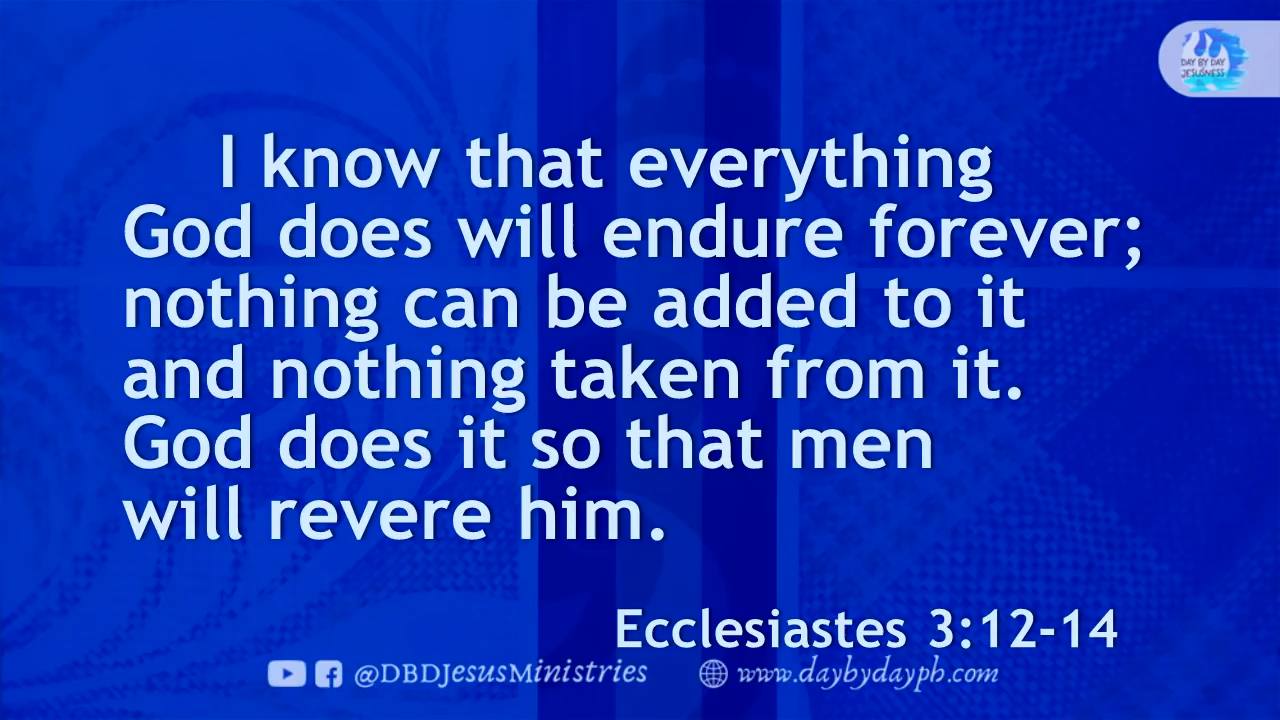 DAY BY DAY
JESUSNESS
I know that everything
God does will endure forever;
nothing can be added to it
and nothing taken from it.
God does it so that men
will revere him.
Ecclesiastes 3:12-14
@DBDJesusMinistries www.daybydayph.com